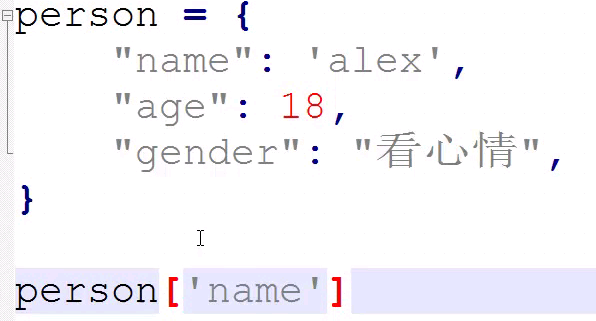 person = {
    "name": 'alex',
    "age": 18,
    "gender": "看心情",
}
person['name']